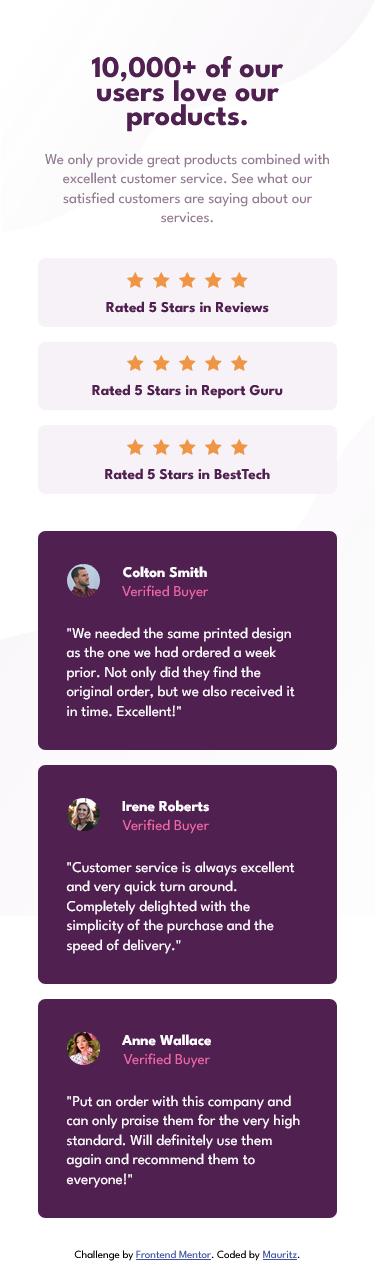 10,000+ of our
users love our
products.
We only provide great products combined with
excellent customer service. See what our
satisfied customers are saying about our
services.
Rated 5 Stars in Reviews
Rated 5 Stars in Report Guru
Rated 5 Stars in BestTech
Colton Smith
Verified Buyer
"We needed the same printed design
as the one we had ordered a week
prior. Not only did they find the
original order, but we also received it
in time. Excellent!"
Irene Roberts
Verified Buyer
"Customer service is always excellent
and very quick turn around.
Completely delighted with the
simplicity of the purchase and the
speed of delivery."
Anne Wallace
Verified Buyer
"Put an order with this company and
can only praise them for the very high
standard. Will definitely use them
again and recommend them to
everyone!"
Challenge by Frontend Mentor. Coded by Mauritz.